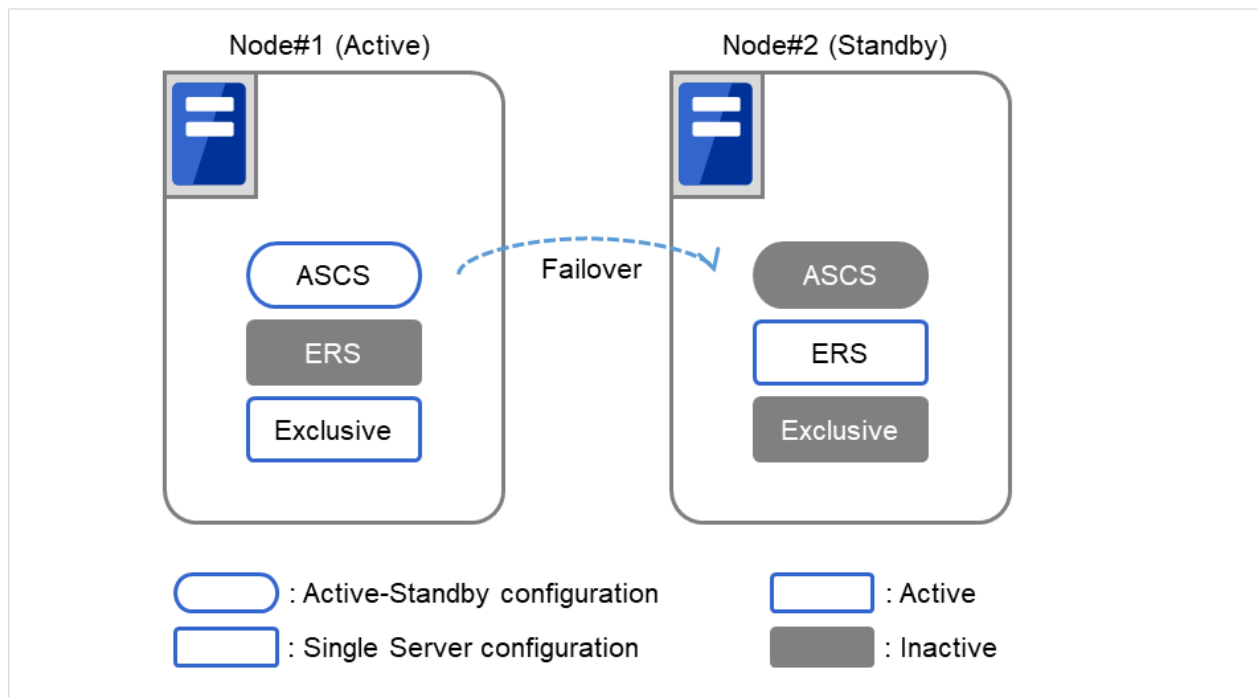 Node#1 (Active)
Node#2 (Standby)
ASCS
Failover
ASCS
ERS
ERS
Exclusive
Exclusive
: Active-Standby configuration
: Active
: Single Server configuration
: Inactive